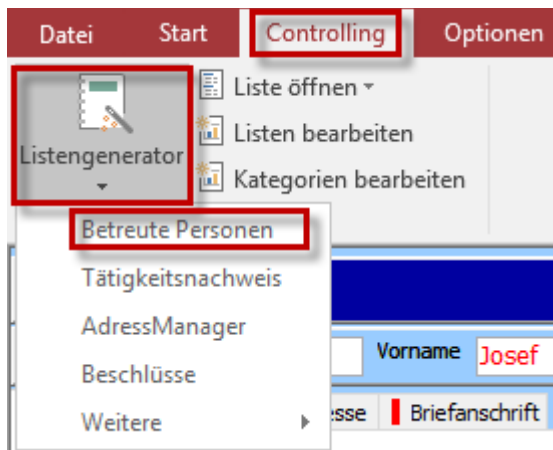 Datei Start Controlling Optionen
Liste öffnen
Listen bearbeiten
Listengenerator
Kategorien bearbeiten
Betreute Personen
Tätigkeitsnachweis
AdressManager
Beschlüsse
Weitere
Vorname Josef
esse Briefanschrift